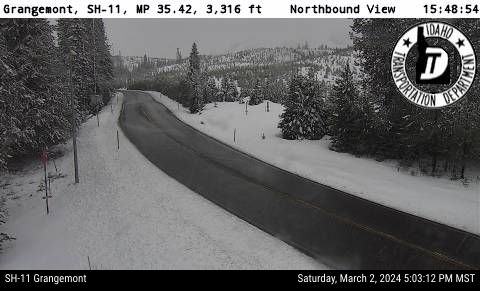 Grangemont, SH-11, MP 35.42, 3,316 ft Northbound View 15:48:54
IDAHO
TRANSPORTATION DEPARTMENT
SH-11 Grangemont Saturday, March 2, 2024 5:03:12 PM MST